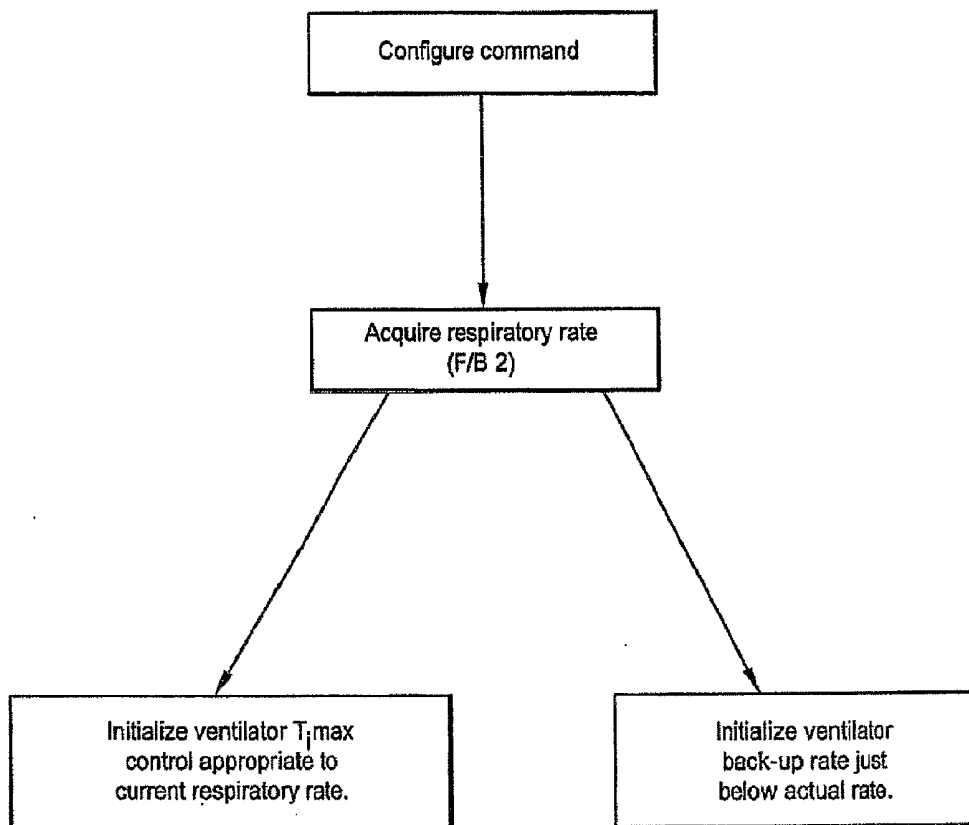 Configure command
Acquire respiratory rate
(F/B 2)
Initialize ventilator Timax
control appropriate to
current respiratory rate.
Initialize ventilator
back-up rate just
below actual rate.